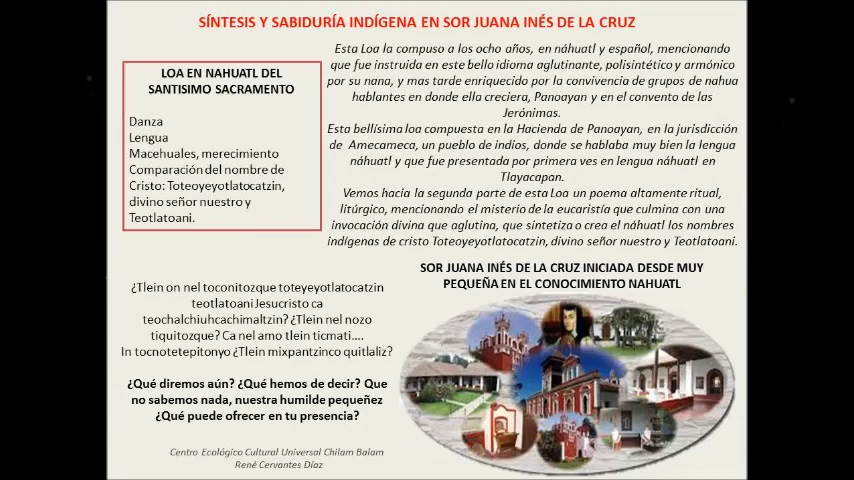 SÍNTESIS Y SABIDURÍA INDÍGENA EN SOR JUANA INÉS DE LA CRUZ
LOA EN NAHUATL DEL
SANTISIMO SACRAMENTO
Danza
Lengua
Macehuales, merecimiento
Comparación del nombre de
Cristo: Toteoyeyotlatocatzin,
divino señor nuestro y
Teotlatoani.
Esta Loa la compuso a los ocho años, en náhuatl y español, mencionando
que fue instruida en este bello idioma aglutinante, polisintético y armónico
por su nana, y mas tarde enriquecido por la convivencia de grupos de nahua
hablantes en donde ella creciera, Panoayan y en el convento de las
Jerónimas.
Esta bellísima loa compuesta en la Hacienda de Panoayan, en la jurisdicción
de Amecameca, un pueblo de indios, donde se hablaba muy bien la lengua
náhuatl y que fue presentada por primera ves en lengua náhuatl en
Tlayacapan.
Vemos hacia la segunda parte de esta Loa un poema altamente ritual,
litúrgico, mencionando el misterio de la eucaristía que culmina con una
invocación divina que aglutina, que sintetiza o crea el náhuatl los nombres
indígenas de cristo Toteoyeyotlatocatzin, divino señor nuestro y Teotlatoani.
¿Tlein on nel toconitozque toteyeyotlatocatzin
teotlatoani Jesucristo ca
teochalchiuhcachimaltzin? ¿Tlein nel nozo
tiquitozque? Ca nel amo tlein ticmati....
In tocnotetepitonyo ¿Tlein mixpantzinco quitlaliz?
¿Qué diremos aún? ¿Qué hemos de decir? Que
no sabemos nada, nuestra humilde pequeñez
¿Qué puede ofrecer en tu presencia?
Centro Ecológico Cultural Universal Chilam Balam
René Cervantes Díaz
SOR JUANA INÉS DE LA CRUZ INICIADA DESDE MUY
PEQUEÑA EN EL CONOCIMIENTO NAHUATL